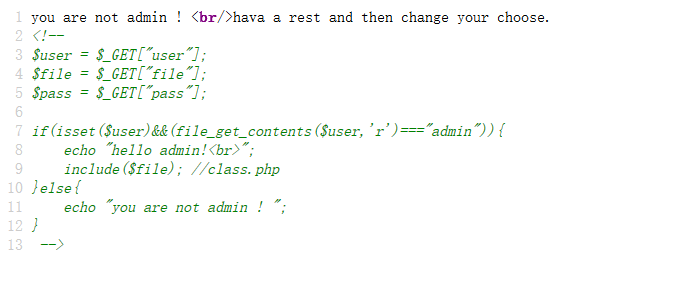 1 you are not admin ! <br/>hava a rest and then change your choose.
2 <!--
3 $user = $_GET["user"];
4 $file = $_GET["file"];
5 $pass = $_GET["pass"];
6
7 if(isset($user)&&(file_get_contents($user,'r')==="admin")){
8     echo "hello admin!<br>";
9     include($file); //class.php
10 }else{
11     echo "you are not admin ! ";
12 }
13  -->